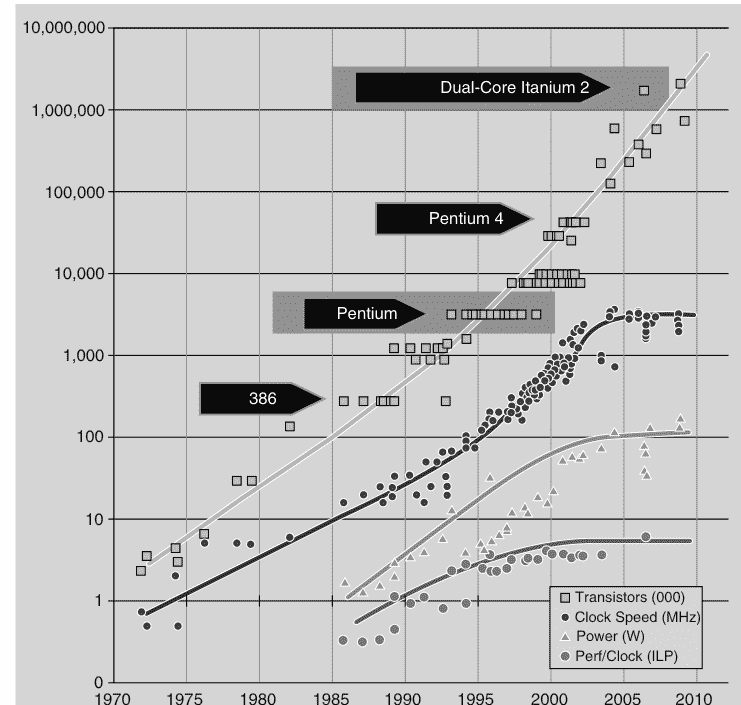 10,000,000
1,000,000
100,000
10,000
1,000
100
10
1
0
Dual-Core Itanium 2
Pentium 4
Pentium
386
Transistors (000)
Clock Speed (MHz)
Power (W)
Perf/Clock (ILP)
1970 1975 1980 1985 1990 1995 2000 2005 2010